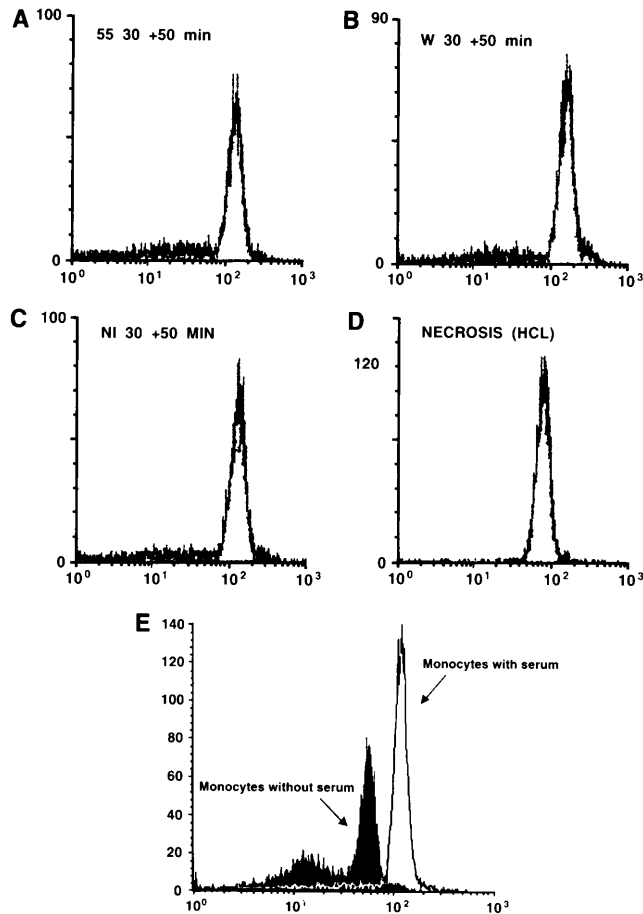 A
55 30 +50 min
100
0
10⁰ 10¹ 10² 10³
B
W 30 +50 min
90
0
10⁰ 10¹ 10² 10³
C
NI 30 +50 MIN
100
0
10⁰ 10¹ 10² 10³
D
NECROSIS (HCL)
120
0
10⁰ 10¹ 10² 10³
E
140
120
100
80
60
40
20
0
Monocytes with serum
Monocytes without serum
10⁰ 10¹ 10² 10³